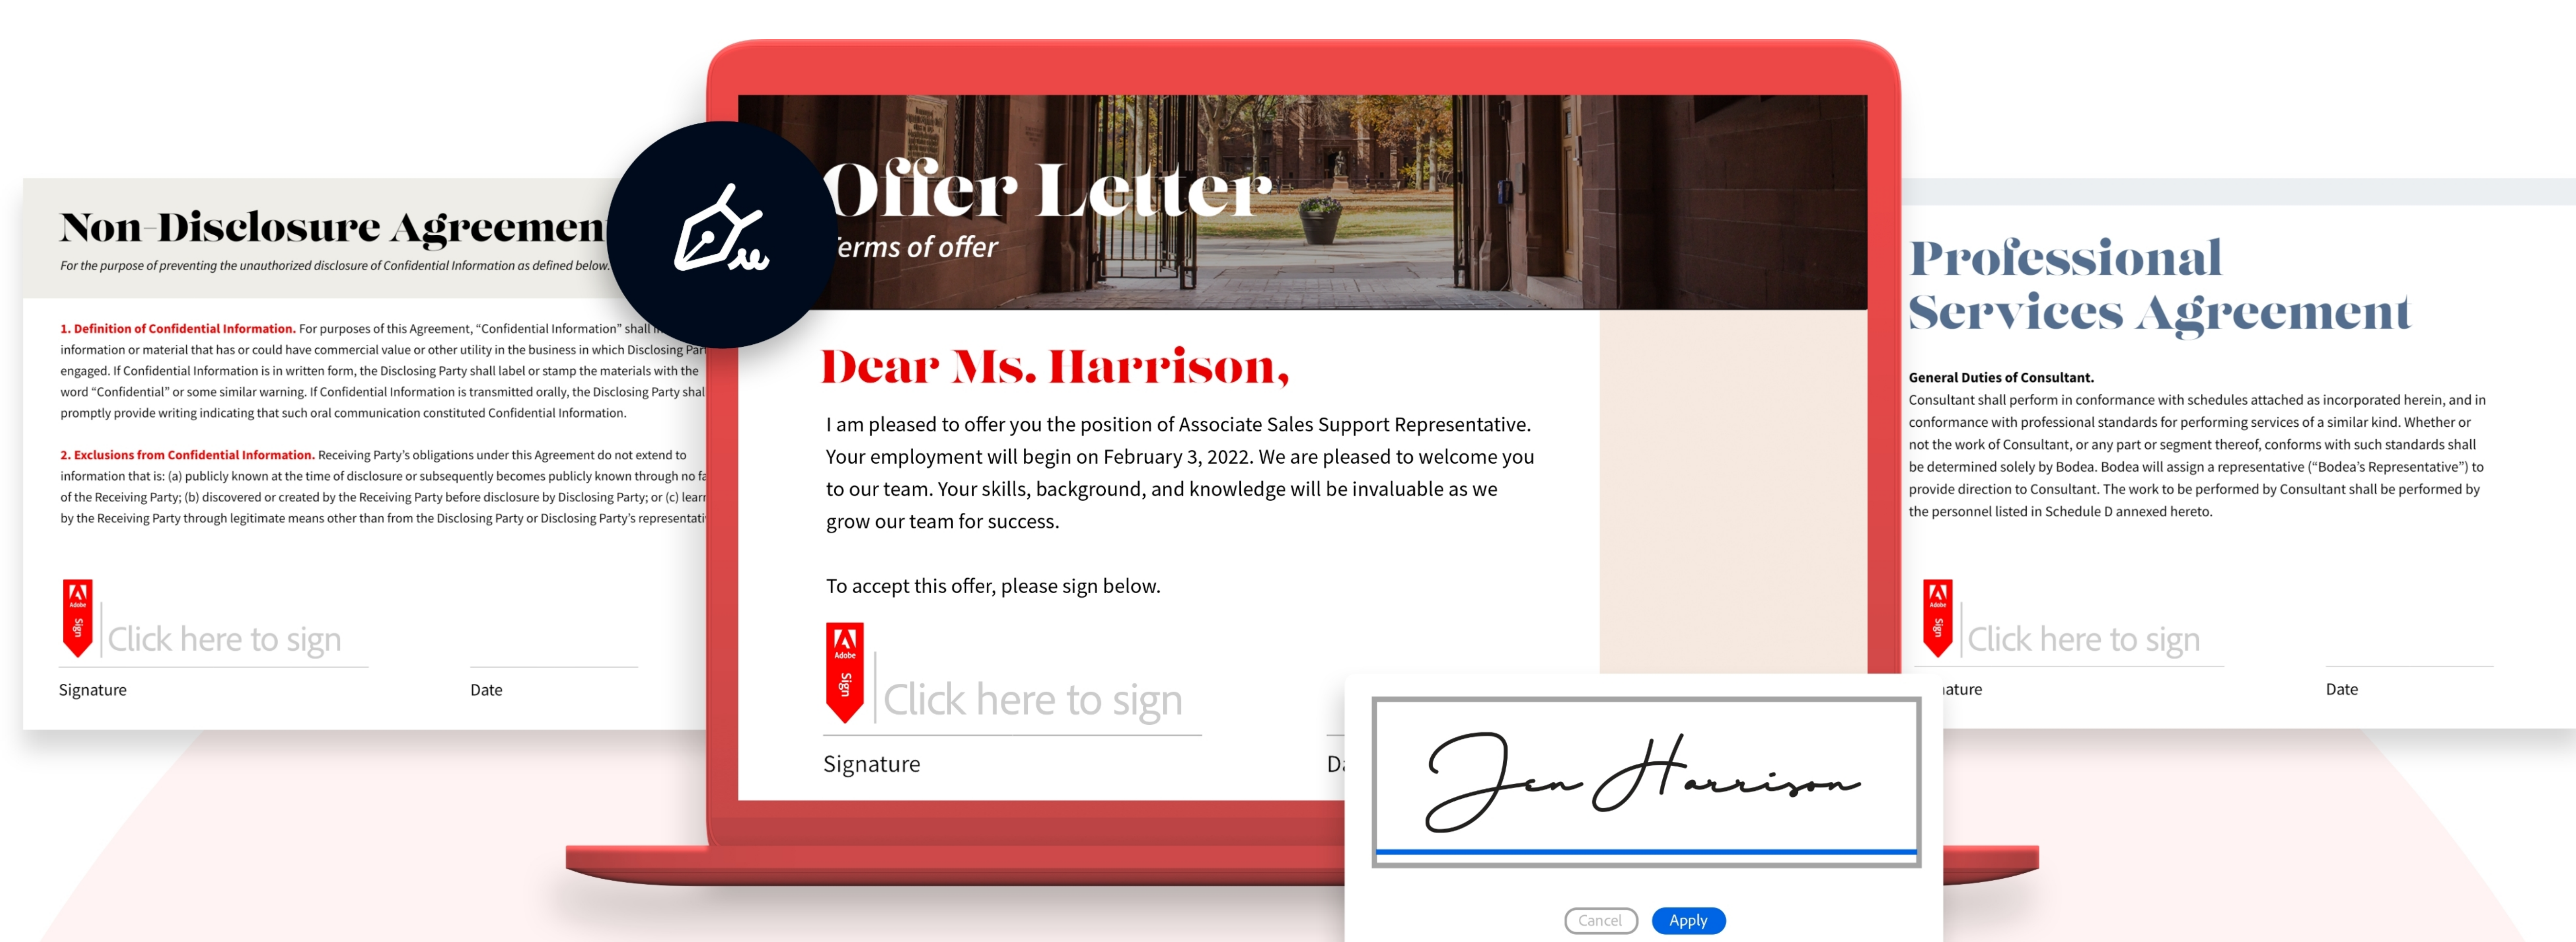 Non-Disclosure Agreemen
For the purpose of preventing the unauthorized disclosure of Confidential Information as defined below.
1. Definition of Confidential Information. For purposes of this Agreement, “Confidential Information” shall
information or material that has or could have commercial value or other utility in the business in which Disclosing Par
engaged. If Confidential Information is in written form, the Disclosing Party shall label or stamp the materials with the
word “Confidential” or some similar warning. If Confidential Information is transmitted orally, the Disclosing Party shal
promptly provide writing indicating that such oral communication constituted Confidential Information.
2. Exclusions from Confidential Information. Receiving Party’s obligations under this Agreement do not extend to
information that is: (a) publicly known at the time of disclosure or subsequently becomes publicly known through no fa
of the Receiving Party; (b) discovered or created by the Receiving Party before disclosure by Disclosing Party; or (c) lear
by the Receiving Party through legitimate means other than from the Disclosing Party or Disclosing Party’s representati
Adobe
Sign
Click here to sign
Signature
Date
Offer Letter
erms of offer
Dear Ms. Harrison,
I am pleased to offer you the position of Associate Sales Support Representative.
Your employment will begin on February 3, 2022. We are pleased to welcome you
to our team. Your skills, background, and knowledge will be invaluable as we
grow our team for success.
To accept this offer, please sign below.
Adobe
Sign
Click here to sign
Signature
Da
Jen Harrison
Cancel
Apply
Professional
Services Agreement
General Duties of Consultant.
Consultant shall perform in conformance with schedules attached as incorporated herein, and in
conformance with professional standards for performing services of a similar kind. Whether or
not the work of Consultant, or any part or segment thereof, conforms with such standards shall
be determined solely by Bodea. Bodea will assign a representative (“Bodea’s Representative”) to
provide direction to Consultant. The work to be performed by Consultant shall be performed by
the personnel listed in Schedule D annexed hereto.
Adobe
Sign
Click here to sign
nature
Date